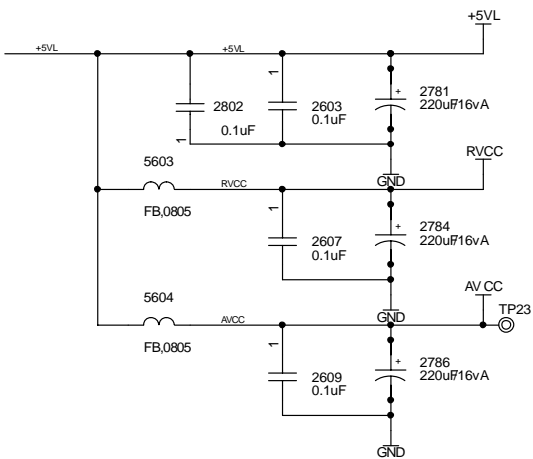 +5VL
+5VL
+5VL
1
2802
0.1uF
1
2603
0.1uF
+
2781
220uF/16vA
GND
RVCC
5603
FB,0805
RVCC
1
2607
0.1uF
+
2784
220uF/16vA
GND
AVCC
TP23
5604
FB,0805
AVCC
1
2609
0.1uF
+
2786
220uF/16vA
GND